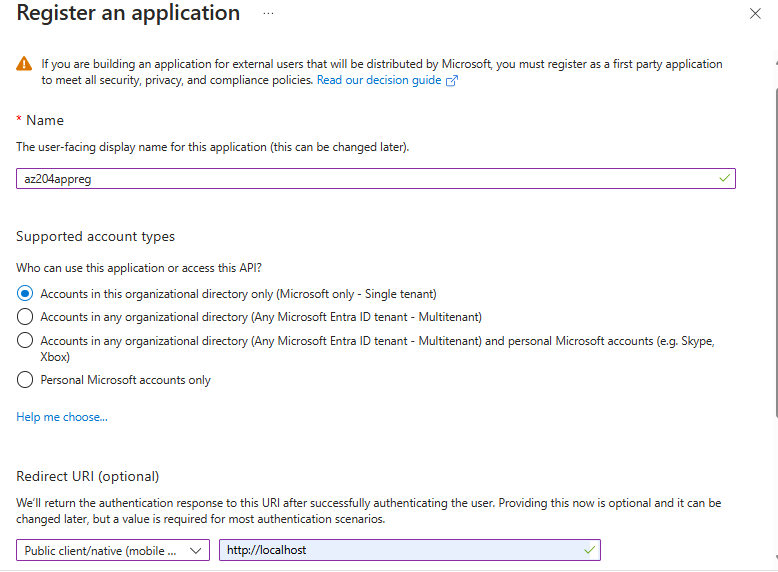 Register an application ...
If you are building an application for external users that will be distributed by Microsoft, you must register as a first party application
to meet all security, privacy, and compliance policies. Read our decision guide
* Name
The user-facing display name for this application (this can be changed later).
az204appreg
Supported account types
Who can use this application or access this API?
Accounts in this organizational directory only (Microsoft only - Single tenant)
Accounts in any organizational directory (Any Microsoft Entra ID tenant - Multitenant)
Accounts in any organizational directory (Any Microsoft Entra ID tenant - Multitenant) and personal Microsoft accounts (e.g. Skype,
Xbox)
Personal Microsoft accounts only
Help me choose...
Redirect URI (optional)
We'll return the authentication response to this URI after successfully authenticating the user. Providing this now is optional and it can be
changed later, but a value is required for most authentication scenarios.
Public client/native (mobile ... http://localhost